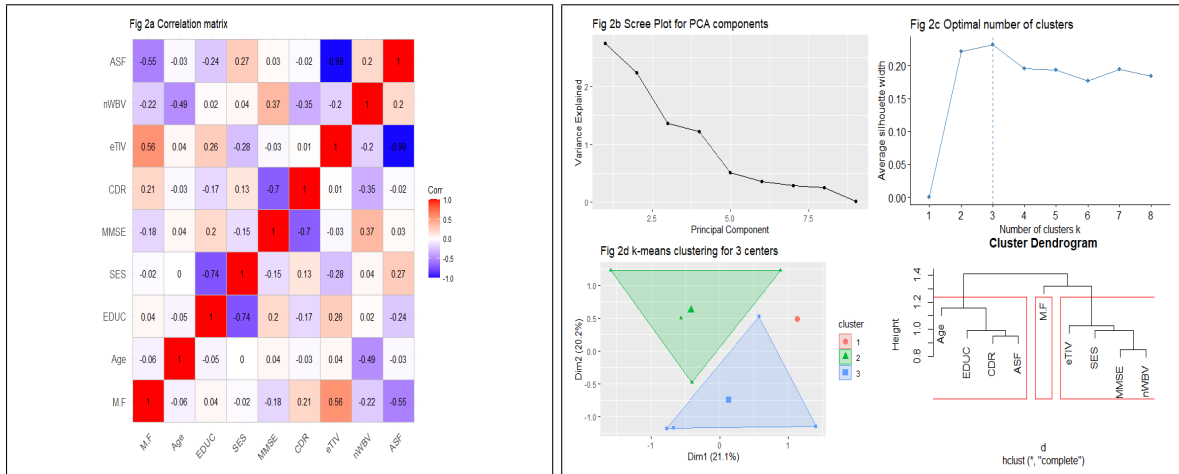 Fig 2a Correlation matrix
ASF -0.55 -0.03 -0.24 0.27 0.03 -0.02 -0.99 0.2 1
nWBV -0.22 -0.49 0.02 0.04 0.37 -0.35 -0.2 1 0.2
eTIV 0.56 0.04 0.26 -0.28 -0.03 0.01 1 -0.2 -0.99
CDR 0.21 -0.03 -0.17 0.13 -0.7 1 0.01 -0.35 -0.02
MMSE -0.18 0.04 0.2 -0.15 1 -0.7 -0.03 0.37 0.03
SES -0.02 0 -0.74 1 -0.15 0.13 -0.28 0.04 0.27
EDUC 0.04 -0.05 1 -0.74 0.2 -0.17 0.26 0.02 -0.24
Age -0.06 1 -0.05 0 0.04 -0.03 0.04 -0.49 -0.03
M.F 1 -0.06 0.04 -0.02 -0.18 0.21 0.56 -0.22 -0.55
M.F Age EDUC SES MMSE CDR eTIV nWBV ASF
Corr
1.0
0.5
0.0
-0.5
-1.0
Fig 2b Scree Plot for PCA components
Variance Explained
2
1
0
2.5 5.0 7.5
Principal Component
Fig 2c Optimal number of clusters
Average silhouette width
0.20
0.15
0.10
0.05
0.00
1 2 3 4 5 6 7 8
Number of clusters k
Fig 2d k-means clustering for 3 centers
Dim2 (20.2%)
1.0
0.5
0.0
-0.5
-1.0
-1 0 1
Dim1 (21.1%)
cluster
1
2
3
Cluster Dendrogram
Height
1.4
1.2
1.0
0.8
Age
EDUC
CDR
ASF
M.F
eTIV
SES
MMSE
nWBV
d
hclust (*, "complete")